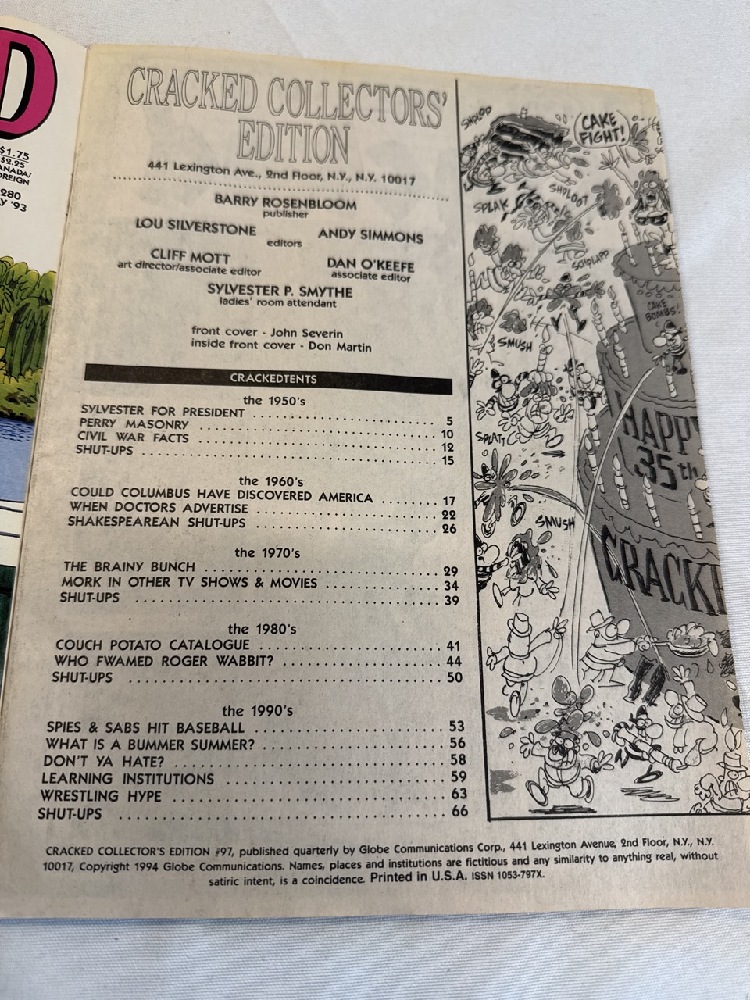 D
$1.75
$2.25
280
'93
CRACKED COLLECTORS'
EDITION
441 Lexington Ave., 2nd Floor, N.Y., N.Y. 10017
BARRY ROSENBLOOM
publisher
LOU SILVERSTONE ANDY SIMMONS
editors
CLIFF MOTT DAN O'KEEFE
art director/associate editor associate editor
SYLVESTER P. SMYTHE
ladies' room attendant
front cover - John Severin
inside front cover - Don Martin
CRACKEDTENTS
the 1950's
SYLVESTER FOR PRESIDENT 5
PERRY MASONRY 10
CIVIL WAR FACTS 12
SHUT-UPS 15
the 1960's
COULD COLUMBUS HAVE DISCOVERED AMERICA 17
WHEN DOCTORS ADVERTISE 22
SHAKESPEAREAN SHUT-UPS 26
the 1970's
THE BRAINY BUNCH 29
MORK IN OTHER TV SHOWS & MOVIES 34
SHUT-UPS 39
the 1980's
COUCH POTATO CATALOGUE 41
WHO FWAMED ROGER WABBIT? 44
SHUT-UPS 50
the 1990's
SPIES & SABS HIT BASEBALL 53
WHAT IS A BUMMER SUMMER? 56
DON'T YA HATE? 58
LEARNING INSTITUTIONS 59
WRESTLING HYPE 63
SHUT-UPS 66
CAKE
FIGHT!
SPLAK
SHPLOOT
CAKE
BOMBS!
SMUSH
SPLATT
HAPPY
35th
SMUSH
CRACK
CRACKED COLLECTOR'S EDITION #97, published quarterly by Globe Communications Corp., 441 Lexington Avenue, 2nd Floor, N.Y., N.Y.
10017, Copyright 1994 Globe Communications. Names, places and institutions are fictitious and any similarity to anything real, without
satiric intent, is a coincidence. Printed in U.S.A. ISSN 1053-797X.